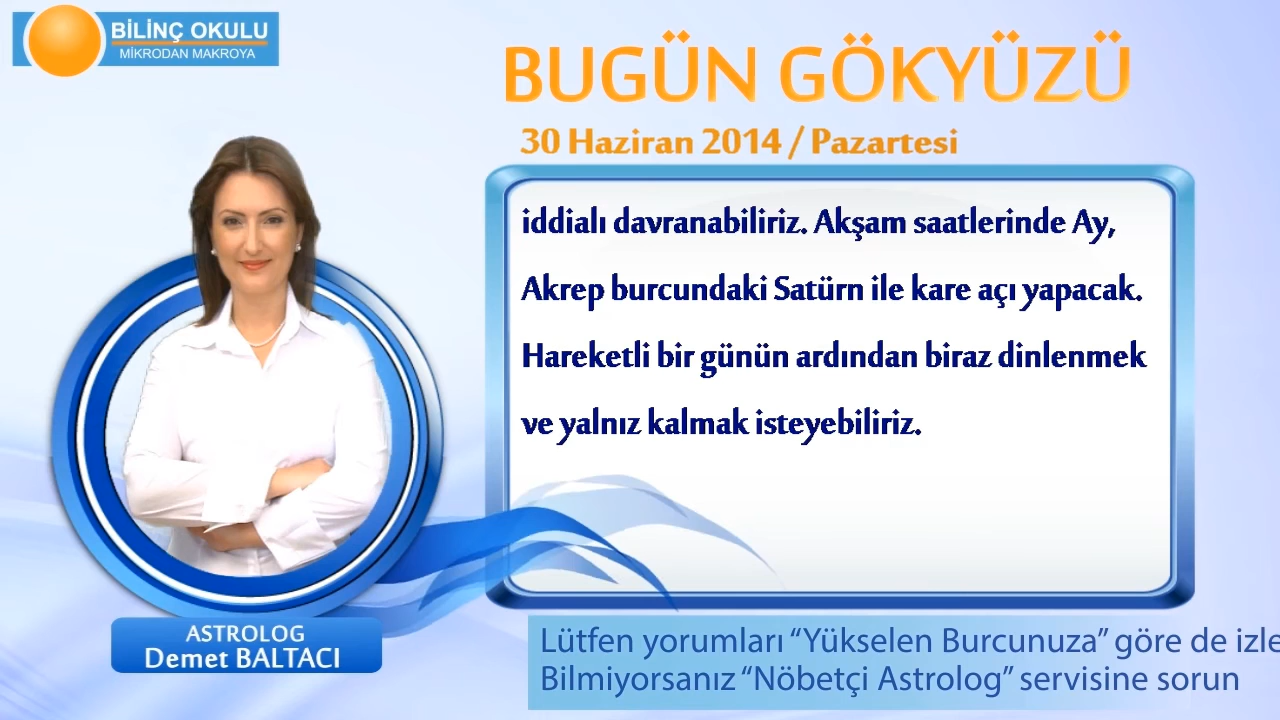 BİLİNÇ OKULU
MİKRODAN MAKROYA
BUGÜN GÖKYÜZÜ
30 Haziran 2014 / Pazartesi
iddialı davranabiliriz. Akşam saatlerinde Ay,
Akrep burcundaki Satürn ile kare açı yapacak.
Hareketli bir günün ardından biraz dinlenmek
ve yalnız kalmak isteyebiliriz.
ASTROLOG
Demet BALTACI
Lütfen yorumları “Yükselen Burcunuza” göre de izle
Bilmiyorsanız “Nöbetçi Astrolog” servisine sorun